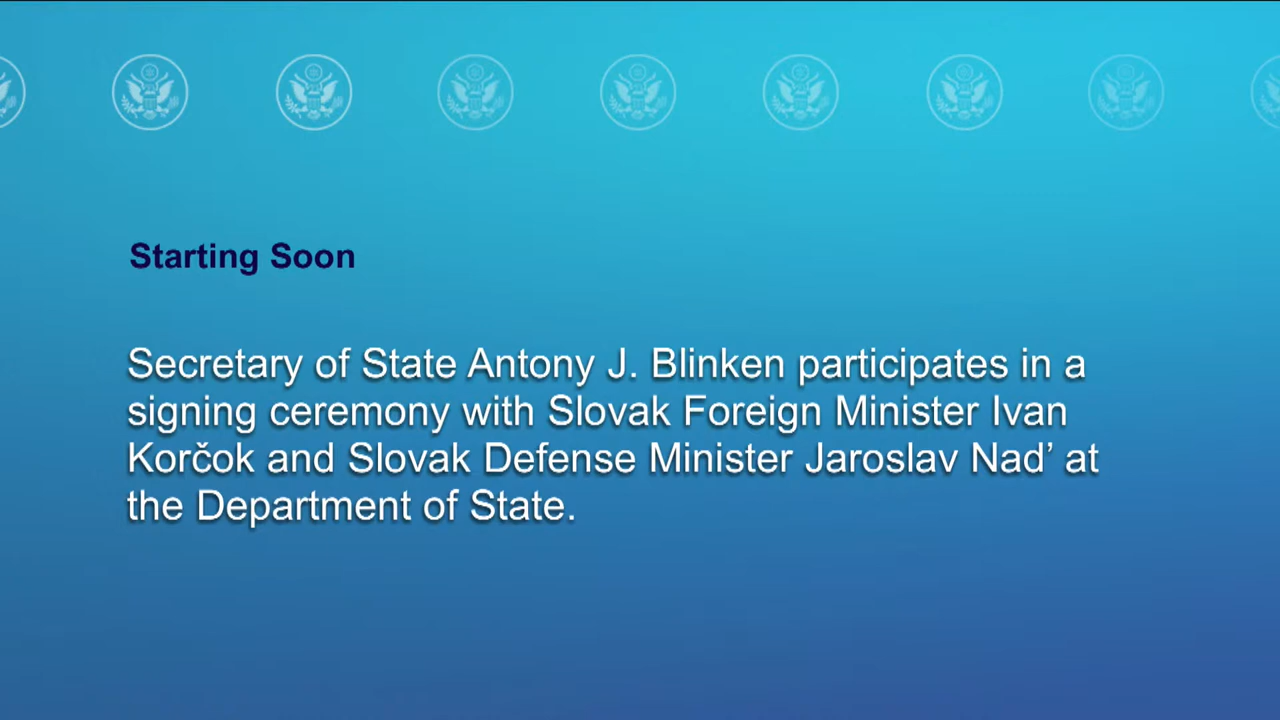 Starting Soon
Secretary of State Antony J. Blinken participates in a
signing ceremony with Slovak Foreign Minister Ivan
Korčok and Slovak Defense Minister Jaroslav Nad’ at
the Department of State.